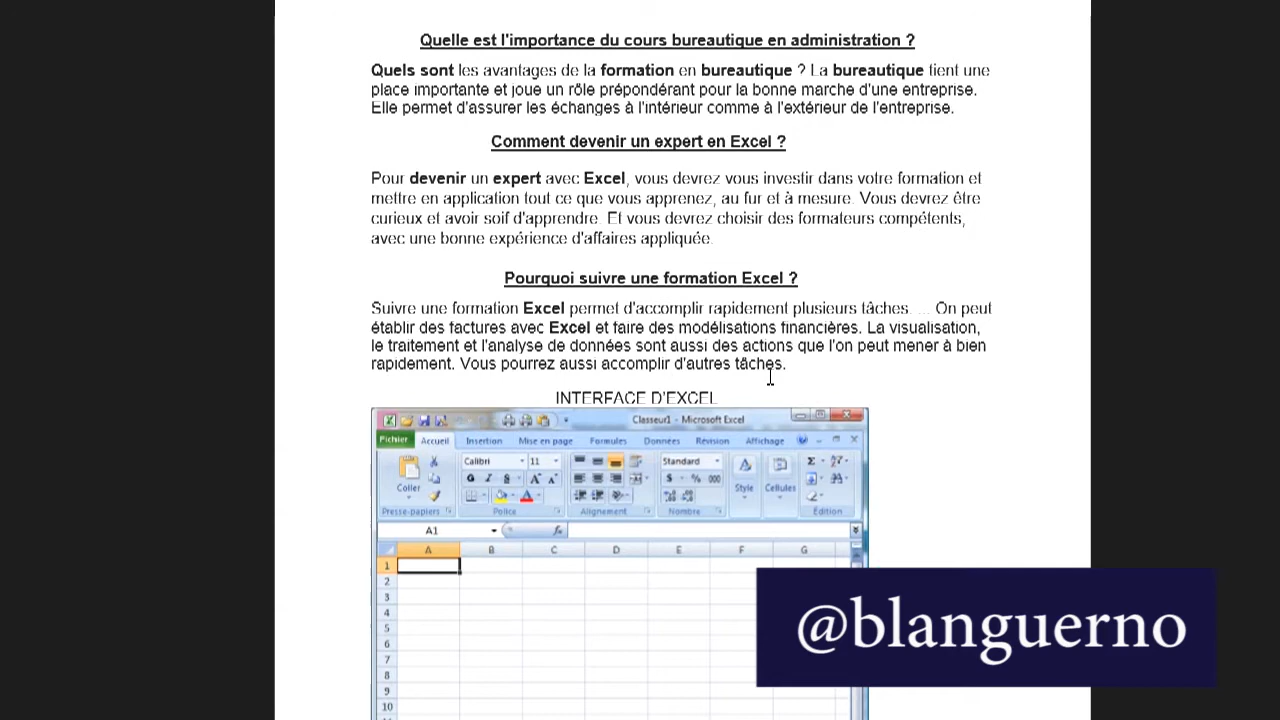 Quelle est l'importance du cours bureautique en administration ?
Quels sont les avantages de la formation en bureautique ? La bureautique tient une
place importante et joue un rôle prépondérant pour la bonne marche d'une entreprise.
Elle permet d'assurer les échanges à l'intérieur comme à l'extérieur de l'entreprise.
Comment devenir un expert en Excel ?
Pour devenir un expert avec Excel, vous devrez vous investir dans votre formation et
mettre en application tout ce que vous apprenez, au fur et à mesure. Vous devrez être
curieux et avoir soif d'apprendre. Et vous devrez choisir des formateurs compétents,
avec une bonne expérience d'affaires appliquée.
Pourquoi suivre une formation Excel ?
Suivre une formation Excel permet d'accomplir rapidement plusieurs tâches. ... On peut
établir des factures avec Excel et faire des modélisations financières. La visualisation,
le traitement et l'analyse de données sont aussi des actions que l'on peut mener à bien
rapidement. Vous pourrez aussi accomplir d'autres tâches.
INTERFACE D'EXCEL
Classeur1 - Microsoft Excel
Fichier Accueil Insertion Mise en page Formules Données Révision Affichage
Calibri 11 Standard
Coller G I S $ % 000 Style Cellules
Presse-papiers Police Alignement Nombre Édition
A1 fx
A B C D E F G
1
2
3
4
5
6
7
8
9
10
@blanguerno